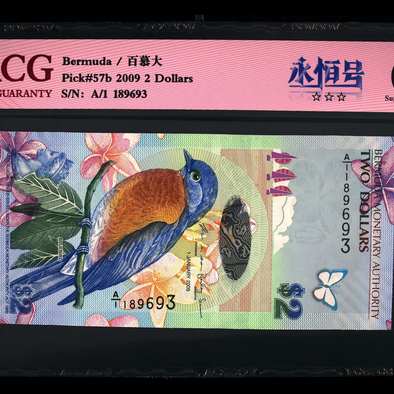 ACG
GUARANTY
Bermuda / 百慕大
Pick#57b 2009 2 Dollars
S/N: A/1 189693
永恒号
☆☆☆
BERMUDA MONETARY AUTHORITY
TWO DOLLARS
A/1 189693
1 JANUARY 2009
A/1 189693
$2
$2